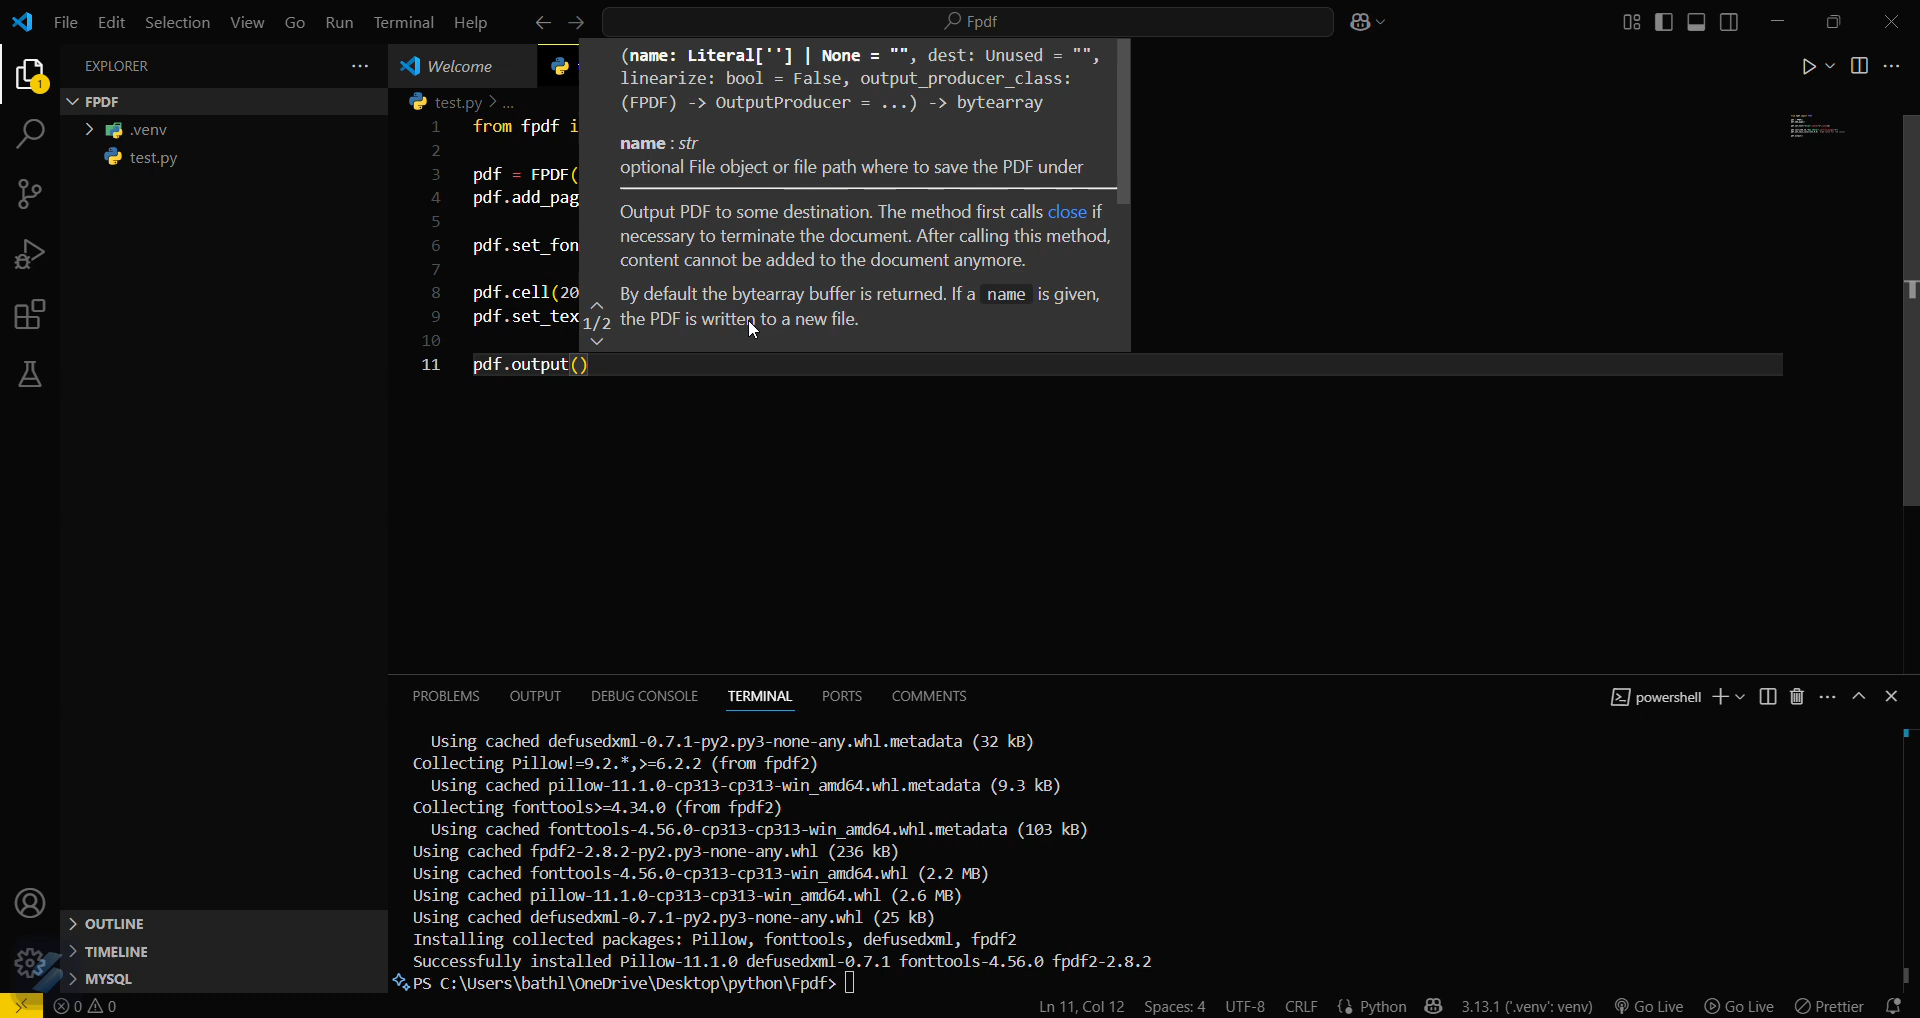 File Edit Selection View Go Run Terminal Help
Fpdf
EXPLORER
FPDF
.venv
test.py
1
Welcome
test.py > ...
1 from fpdf i
2
3 pdf = FPDF(
4 pdf.add_pag
5
6 pdf.set_fon
7
8 pdf.cell(20
9 pdf.set_tex
10
11 pdf.output()
(name: Literal[''] | None = "", dest: Unused = "",
linearize: bool = False, output_producer_class:
(FPDF) -> OutputProducer = ...) -> bytearray
name : str
optional File object or file path where to save the PDF under
Output PDF to some destination. The method first calls close if
necessary to terminate the document. After calling this method,
content cannot be added to the document anymore.
By default the bytearray buffer is returned. If a name is given,
the PDF is written to a new file.
1/2
PROBLEMS OUTPUT DEBUG CONSOLE TERMINAL PORTS COMMENTS
powershell
Using cached defusedxml-0.7.1-py2.py3-none-any.whl.metadata (32 kB)
Collecting Pillow!=9.2.*,>=6.2.2 (from fpdf2)
Using cached pillow-11.1.0-cp313-cp313-win_amd64.whl.metadata (9.3 kB)
Collecting fonttools>=4.34.0 (from fpdf2)
Using cached fonttools-4.56.0-cp313-cp313-win_amd64.whl.metadata (103 kB)
Using cached fpdf2-2.8.2-py2.py3-none-any.whl (236 kB)
Using cached fonttools-4.56.0-cp313-cp313-win_amd64.whl (2.2 MB)
Using cached pillow-11.1.0-cp313-cp313-win_amd64.whl (2.6 MB)
Using cached defusedxml-0.7.1-py2.py3-none-any.whl (25 kB)
Installing collected packages: Pillow, fonttools, defusedxml, fpdf2
Successfully installed Pillow-11.1.0 defusedxml-0.7.1 fonttools-4.56.0 fpdf2-2.8.2
PS C:\Users\bathl\OneDrive\Desktop\python\Fpdf>
OUTLINE
TIMELINE
MYSQL
0 0
Ln 11, Col 12 Spaces: 4 UTF-8 CRLF Python 3.13.1 ('.venv': venv) Go Live Go Live Prettier